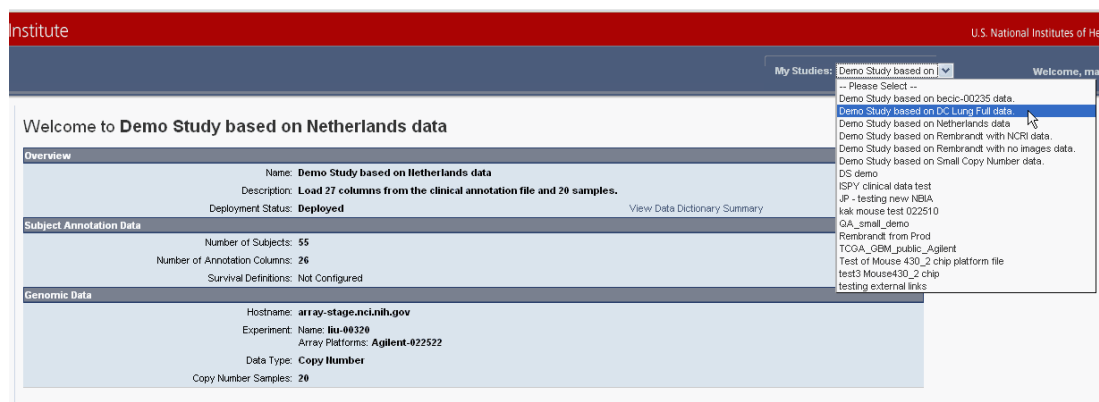 Institute
U.S. National Institutes of He
My Studies: Demo Study based on
Welcome, ma
-- Please Select --
Demo Study based on becic-00235 data.
Demo Study based on DC Lung Full data.
Demo Study based on Netherlands data
Demo Study based on Rembrandt with NCRI data.
Demo Study based on Rembrandt with no images data.
Demo Study based on Small Copy Number data.
DS demo
ISPY clinical data test
JP - testing new NBIA
kak mouse test 022510
QA_small_demo
Rembrandt from Prod
TCGA_GBM_public_Agilent
Test of Mouse 430_2 chip platform file
test3 Mouse430_2 chip
testing external links
Welcome to Demo Study based on Netherlands data
Overview
Name: Demo Study based on Netherlands data
Description: Load 27 columns from the clinical annotation file and 20 samples.
Deployment Status: Deployed View Data Dictionary Summary
Subject Annotation Data
Number of Subjects: 55
Number of Annotation Columns: 26
Survival Definitions: Not Configured
Genomic Data
Hostname: array-stage.nci.nih.gov
Experiment: Name: liu-00320
Array Platforms: Agilent-022522
Data Type: Copy Number
Copy Number Samples: 20